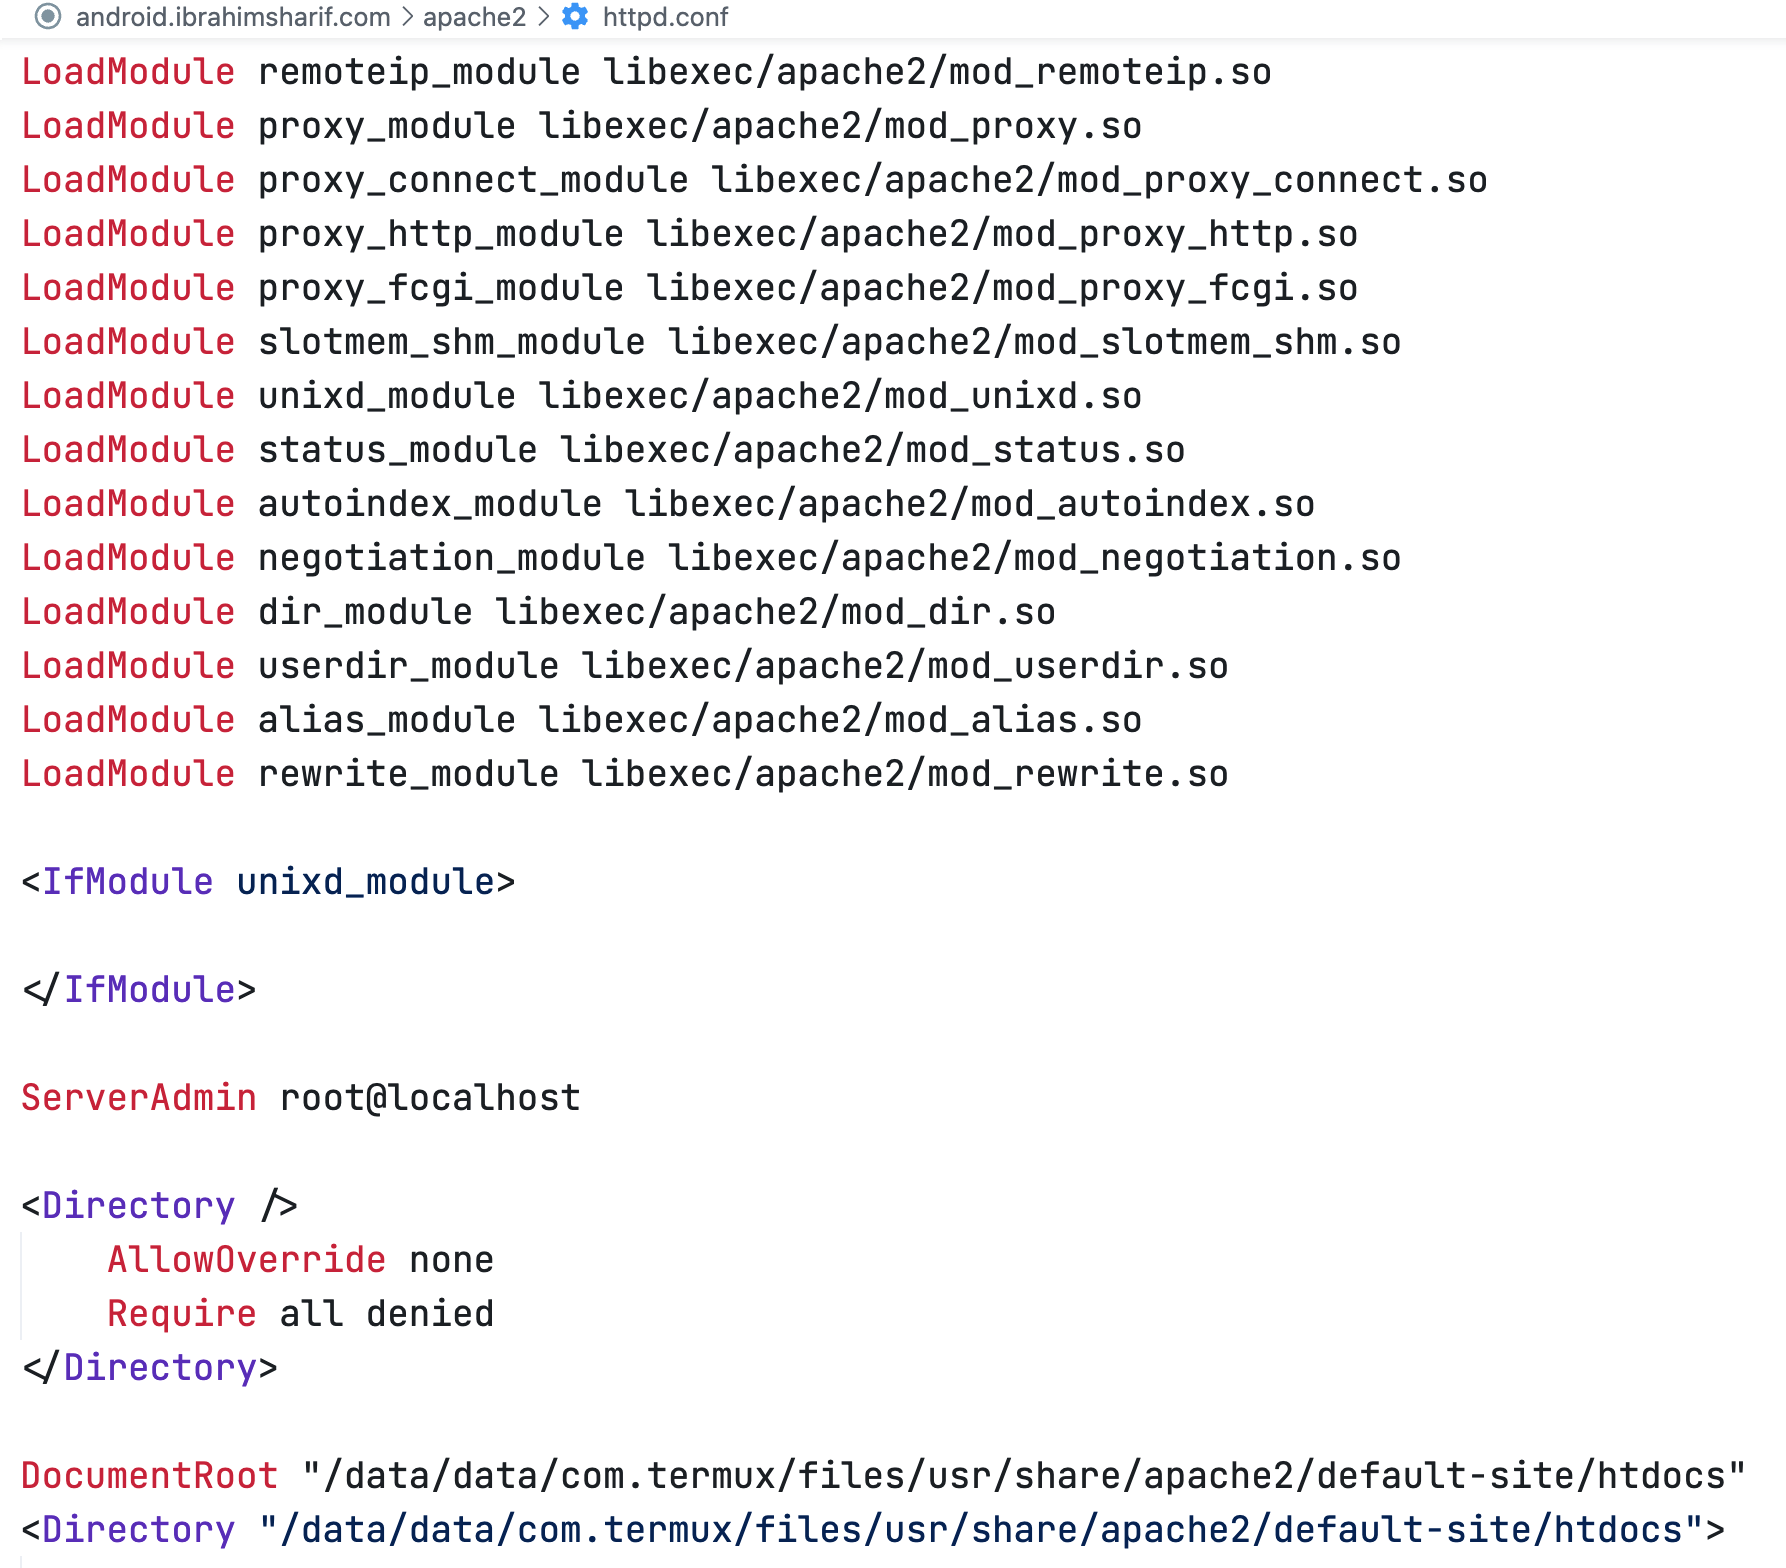 android.ibrahimsharif.com > apache2 > httpd.conf
LoadModule remoteip_module libexec/apache2/mod_remoteip.so
LoadModule proxy_module libexec/apache2/mod_proxy.so
LoadModule proxy_connect_module libexec/apache2/mod_proxy_connect.so
LoadModule proxy_http_module libexec/apache2/mod_proxy_http.so
LoadModule proxy_fcgi_module libexec/apache2/mod_proxy_fcgi.so
LoadModule slotmem_shm_module libexec/apache2/mod_slotmem_shm.so
LoadModule unixd_module libexec/apache2/mod_unixd.so
LoadModule status_module libexec/apache2/mod_status.so
LoadModule autoindex_module libexec/apache2/mod_autoindex.so
LoadModule negotiation_module libexec/apache2/mod_negotiation.so
LoadModule dir_module libexec/apache2/mod_dir.so
LoadModule userdir_module libexec/apache2/mod_userdir.so
LoadModule alias_module libexec/apache2/mod_alias.so
LoadModule rewrite_module libexec/apache2/mod_rewrite.so
<IfModule unixd_module>
</IfModule>
ServerAdmin root@localhost
<Directory />
    AllowOverride none
    Require all denied
</Directory>
DocumentRoot "/data/data/com.termux/files/usr/share/apache2/default-site/htdocs"
<Directory "/data/data/com.termux/files/usr/share/apache2/default-site/htdocs">